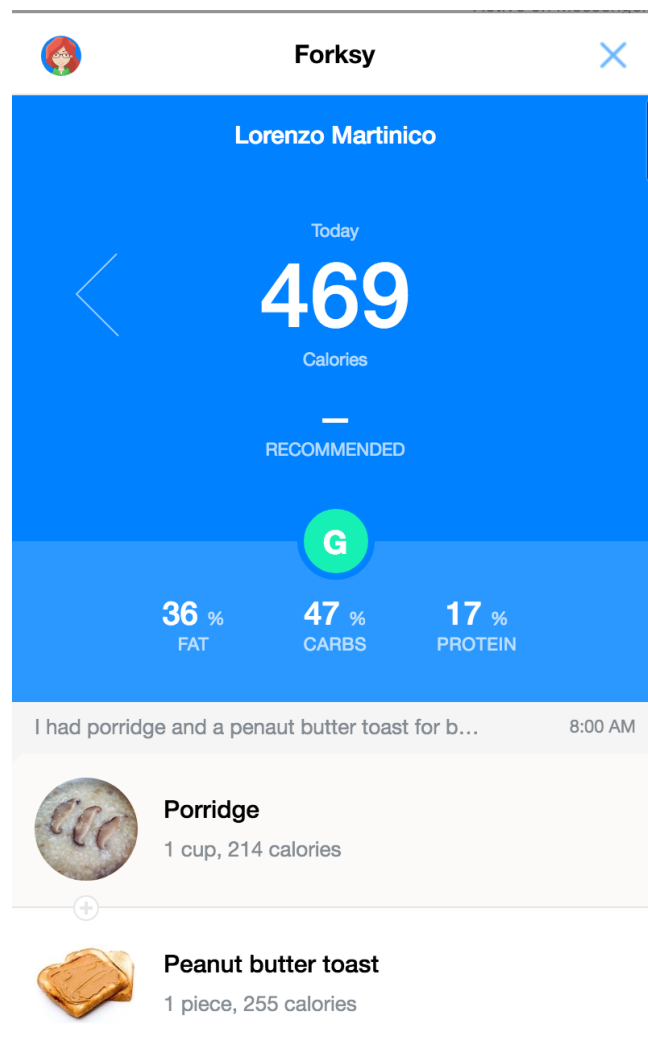 Forksy
Lorenzo Martinico
Today
469
Calories
–
RECOMMENDED
G
36 % 47 % 17 %
FAT CARBS PROTEIN
I had porridge and a penaut butter toast for b... 8:00 AM
Porridge
1 cup, 214 calories
Peanut butter toast
1 piece, 255 calories